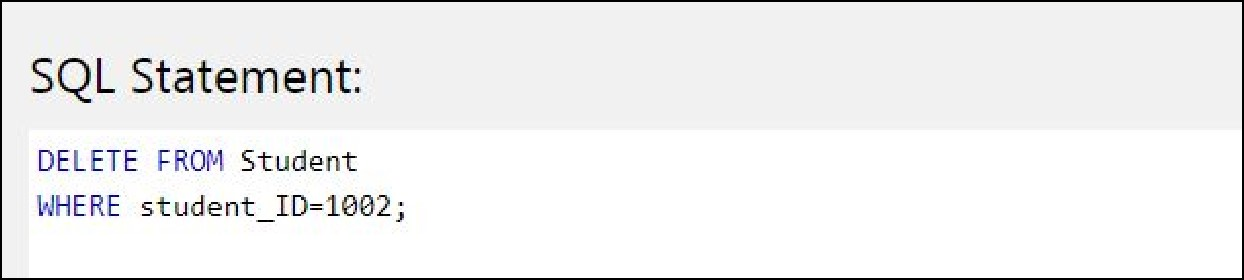 SQL Statement:
DELETE FROM Student
WHERE student_ID=1002;